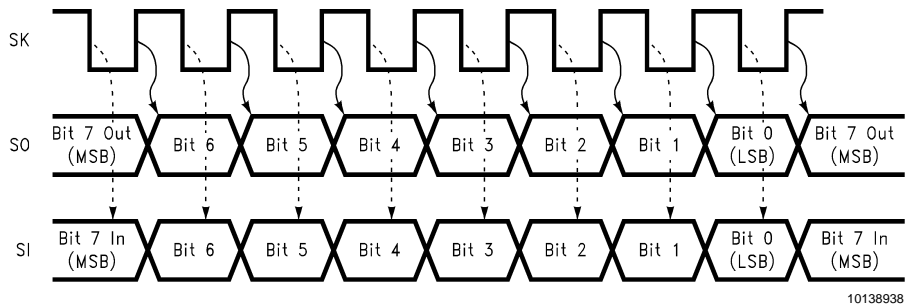 SK
SO
Bit 7 Out
(MSB)
Bit 6
Bit 5
Bit 4
Bit 3
Bit 2
Bit 1
Bit 0
(LSB)
Bit 7 Out
(MSB)
SI
Bit 7 In
(MSB)
Bit 6
Bit 5
Bit 4
Bit 3
Bit 2
Bit 1
Bit 0
(LSB)
Bit 7 In
(MSB)
10138938